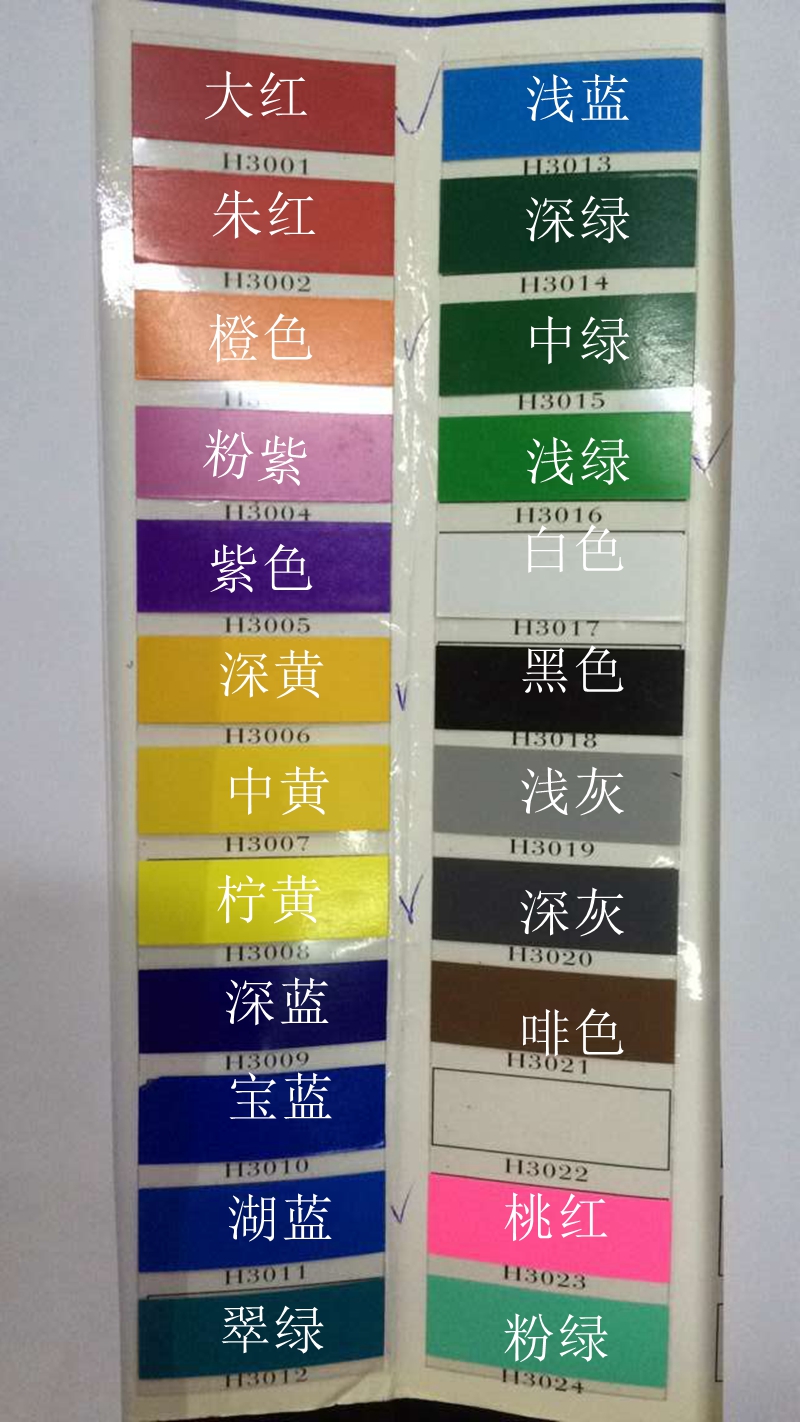 大红
H3001
朱红
H3002
橙色
粉紫
H3004
紫色
H3005
深黄
H3006
中黄
H3007
柠黄
H3008
深蓝
H3009
宝蓝
H3010
湖蓝
H3011
翠绿
H3012
浅蓝
H3013
深绿
H3014
中绿
H3015
浅绿
H3016
白色
H3017
黑色
H3018
浅灰
H3019
深灰
H3020
啡色
H3021
H3022
桃红
H3023
粉绿
H3024